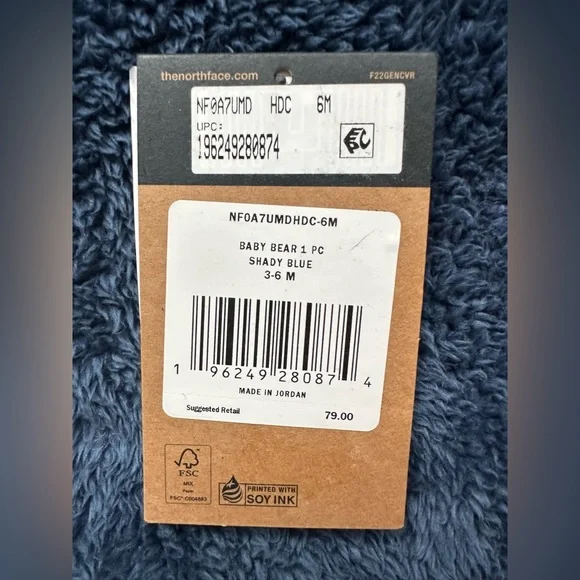 thenorthface.com F22GENCVR
NF0A7UMD HDC 6M
UPC:
196249280874
NF0A7UMDHDC-6M
BABY BEAR 1 PC
SHADY BLUE
3-6 M
1 96249 28087 4
MADE IN JORDAN
Suggested Retail 79.00
FSC
MIX
Paper
PRINTED WITH
SOY INK